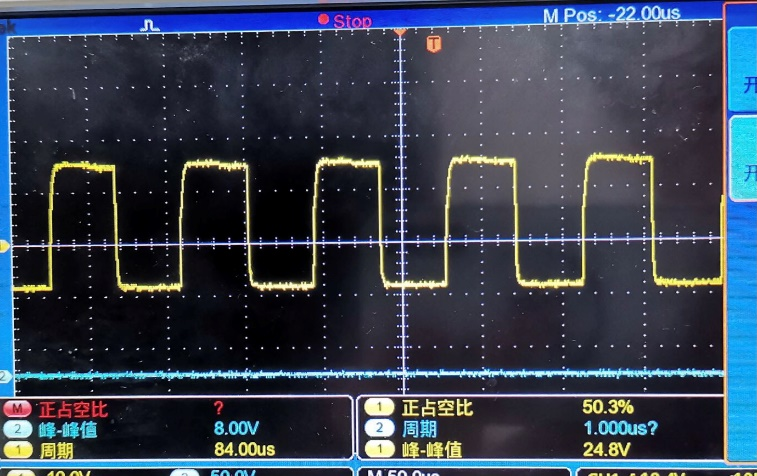 Stop M Pos: -22.00us
T
开
开
1
2
M 正占空比 ?
2 峰-峰值 8.00V
1 周期 84.00us
1 正占空比 50.3%
2 周期 1.000us?
1 峰-峰值 24.8V